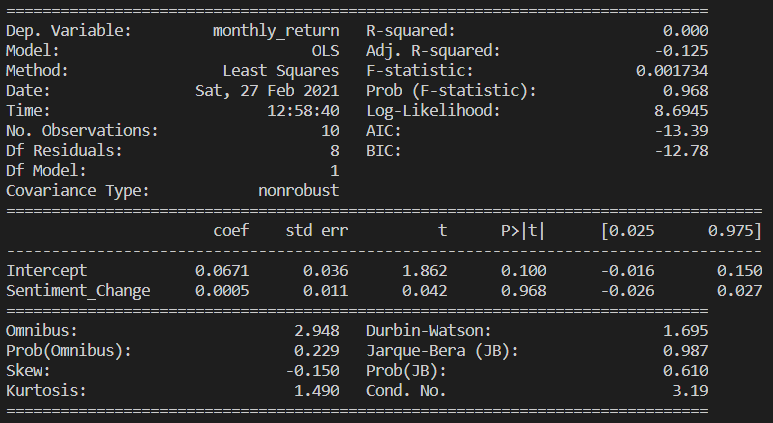 ==============================================================================
Dep. Variable:         monthly_return   R-squared:                       0.000
Model:                            OLS   Adj. R-squared:                 -0.125
Method:                 Least Squares   F-statistic:                  0.001734
Date:                Sat, 27 Feb 2021   Prob (F-statistic):              0.968
Time:                        12:58:40   Log-Likelihood:                 8.6945
No. Observations:                  10   AIC:                            -13.39
Df Residuals:                       8   BIC:                            -12.78
Df Model:                           1
Covariance Type:            nonrobust
====================================================================================
                       coef    std err          t      P>|t|      [0.025      0.975]
------------------------------------------------------------------------------------
Intercept            0.0671      0.036      1.862      0.100      -0.016       0.150
Sentiment_Change     0.0005      0.011      0.042      0.968      -0.026       0.027
==============================================================================
Omnibus:                        2.948   Durbin-Watson:                   1.695
Prob(Omnibus):                  0.229   Jarque-Bera (JB):                0.987
Skew:                          -0.150   Prob(JB):                        0.610
Kurtosis:                       1.490   Cond. No.                         3.19
==============================================================================